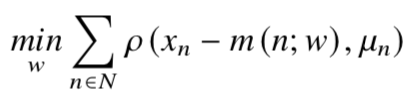 min ∑ ρ (xₙ − m (n; w), μₙ)
w n∈N